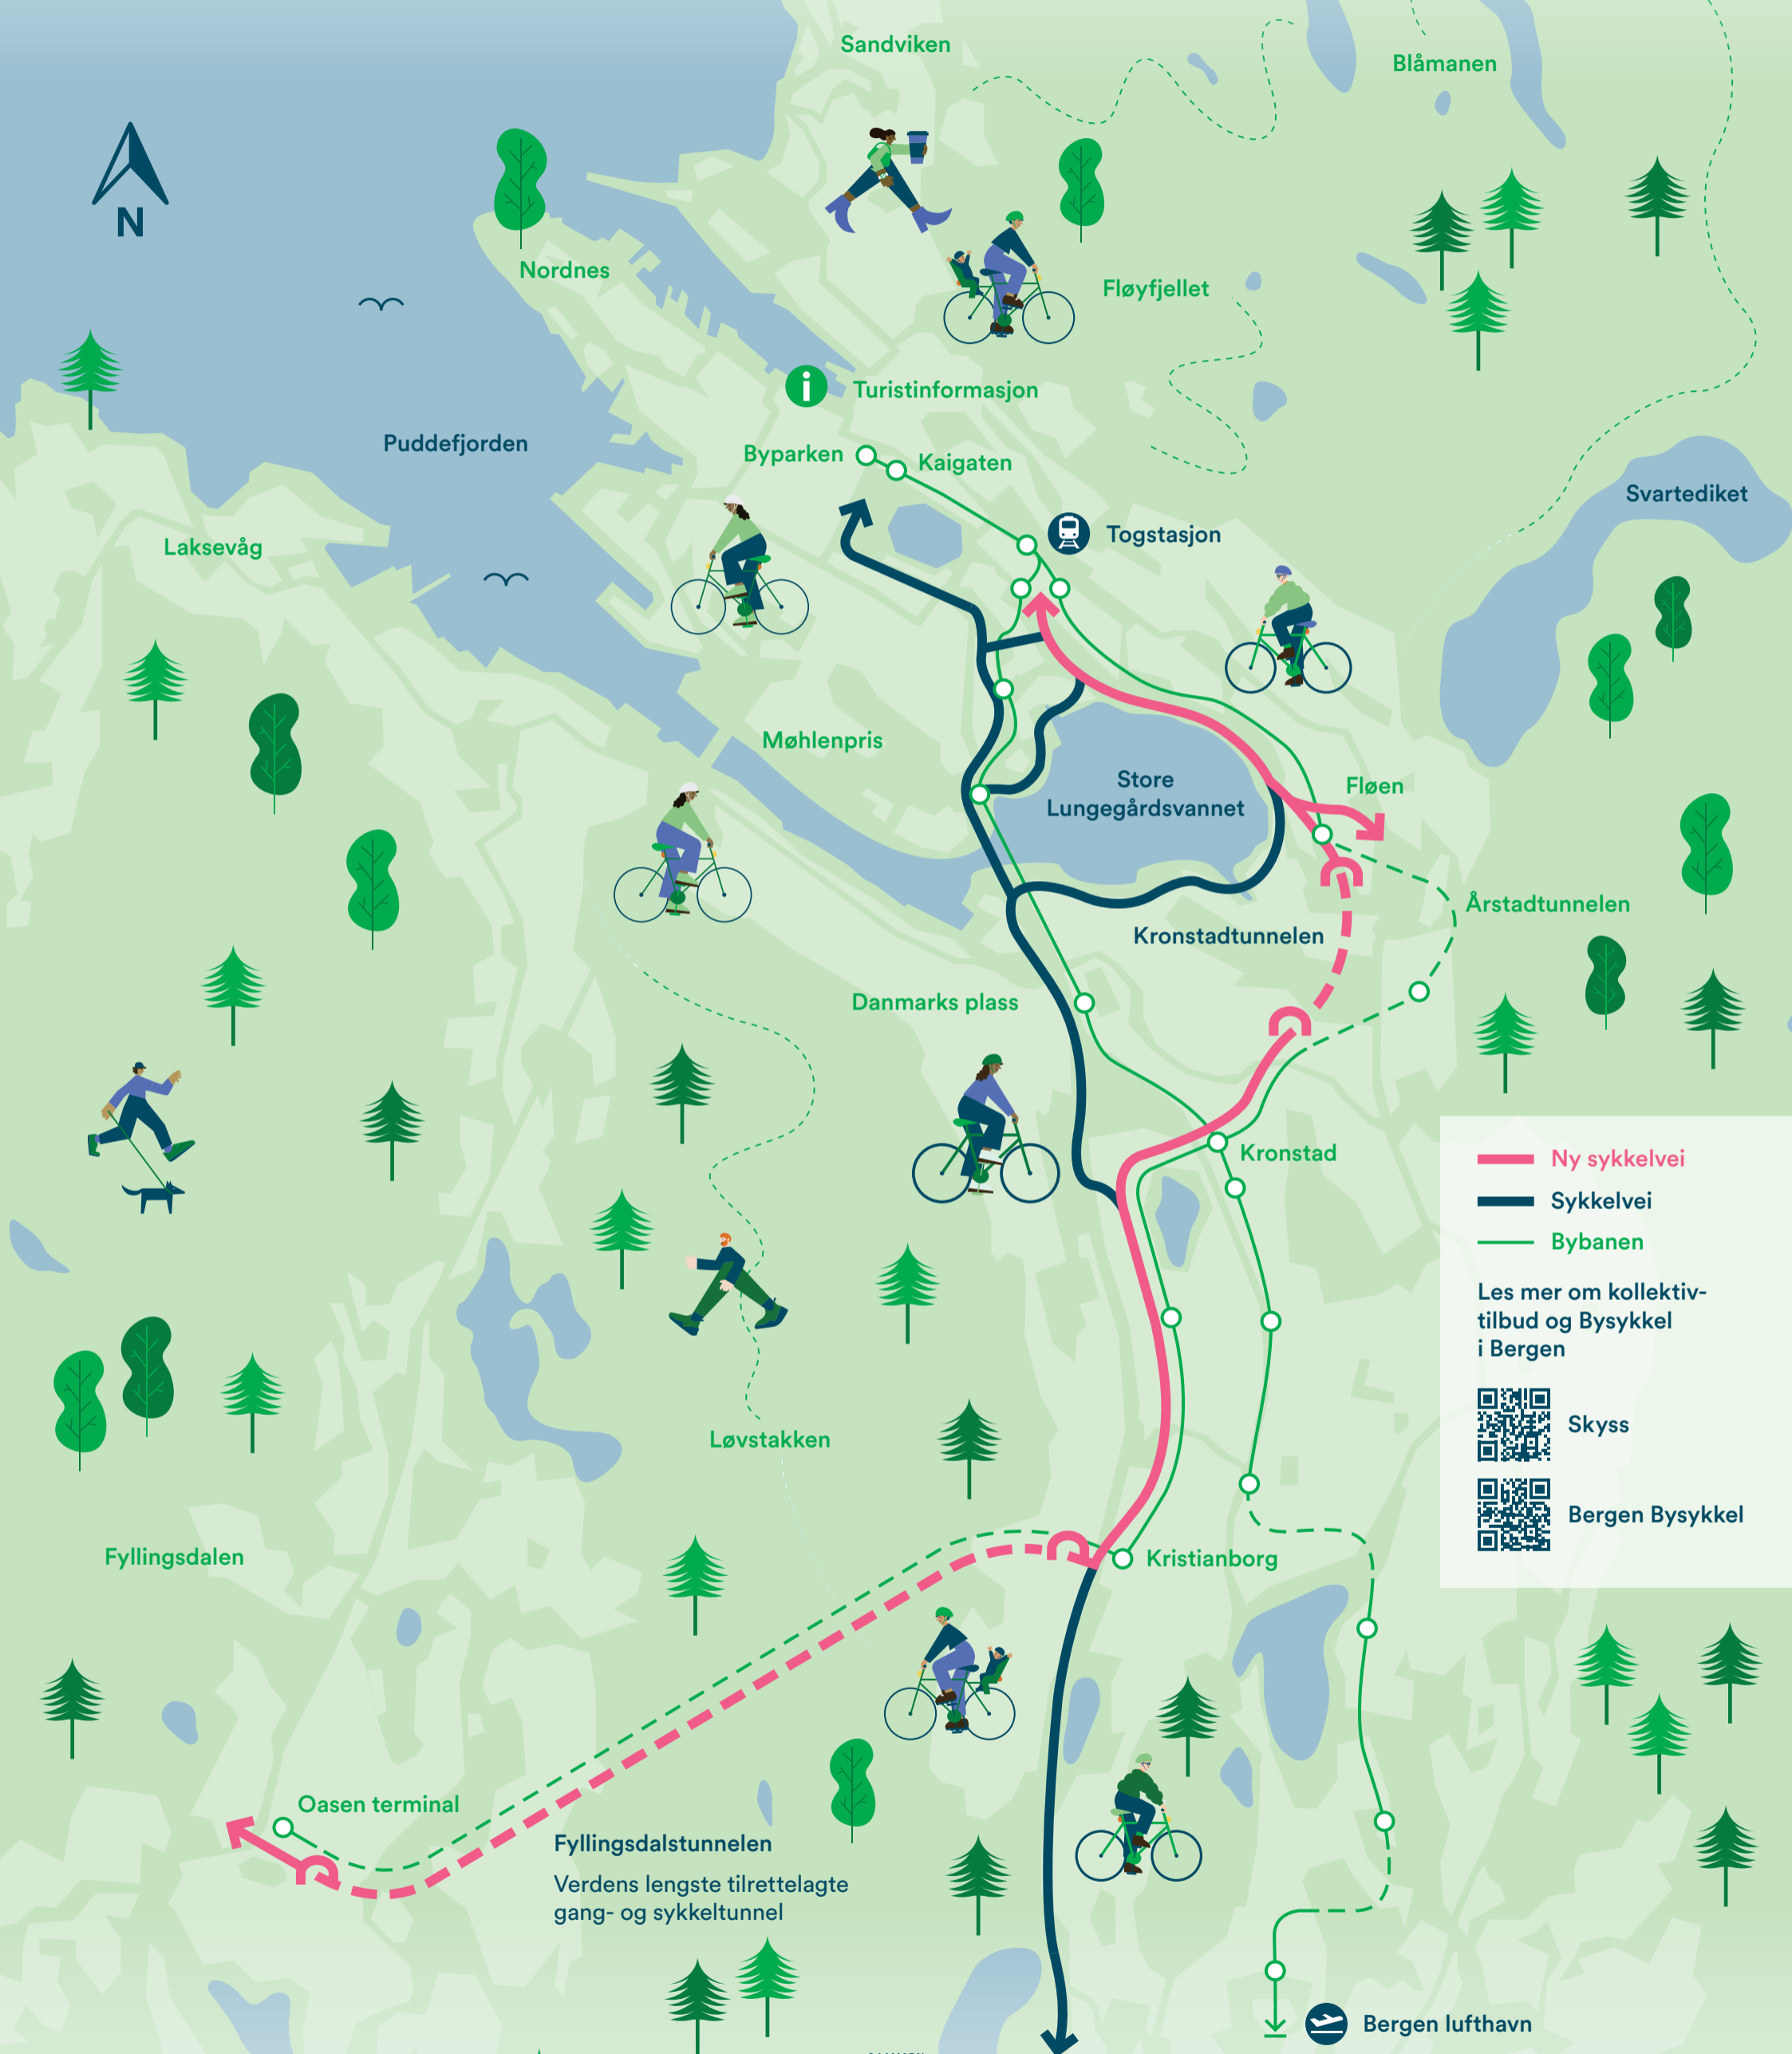 Sandviken
Blåmanen
N
Nordnes
Fløyfjellet
i
Turistinformasjon
Puddefjorden
Byparken
Kaigaten
Svartediket
Togstasjon
Laksevåg
Møhlenpris
Store
Lungegårdsvannet
Fløen
Årstadtunnelen
Kronstadtunnelen
Danmarks plass
Kronstad
Ny sykkelvei
Sykkelvei
Bybanen
Les mer om kollektiv-
tilbud og Bysykkel
i Bergen
Skyss
Bergen Bysykkel
Løvstakken
Fyllingsdalen
Kristianborg
Oasen terminal
Fyllingsdalstunnelen
Verdens lengste tilrettelagte
gang- og sykkeltunnel
Bergen lufthavn